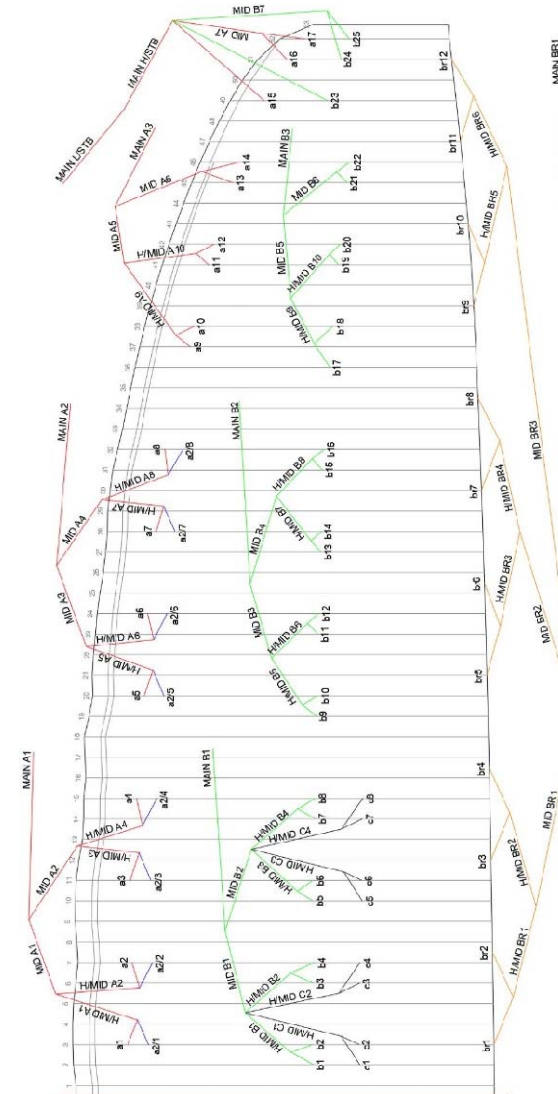 MID B7
MID A7
MAIN H/STB
MAIN L/STB
MAIN BR1
a17
a16
a15
b25
b24
b23
br12
MAIN A3
MID A6
MID A5
H/MID A10
H/MID A9
a14
a13
a12
a11
a10
a9
MAIN B3
MID B6
MID B5
H/MID B10
H/MID B9
b22
b21
b20
b19
b18
b17
H/MID BR6
H/MID BR5
br11
br10
br9
MAIN A2
MID A4
MID A3
H/MID A8
H/MID A7
H/MID A6
H/MID A5
a8
a2/8
a7
a2/7
a6
a2/6
a5
a2/5
MAIN B2
MID B4
MID B3
H/MID B8
H/MID B7
H/MID B6
H/MID B5
b16
b15
b14
b13
b12
b11
b10
b9
br8
br7
br6
br5
H/MID BR4
H/MID BR3
MID BR3
MID BR2
MAIN A1
MID A2
MID A1
H/MID A4
H/MID A3
H/MID A2
H/MID A1
a4
a2/4
a3
a2/3
a2
a2/2
a1
a2/1
MAIN B1
MID B2
MID B1
H/MID B4
H/MID C4
H/MID C3
H/MID B3
H/MID B2
H/MID C2
H/MID C1
H/MID B1
b8
b7
b6
b5
b4
b3
b2
b1
c8
c7
c6
c5
c4
c3
c2
c1
br4
br3
br2
br1
H/MID BR2
H/MID BR1
MID BR1